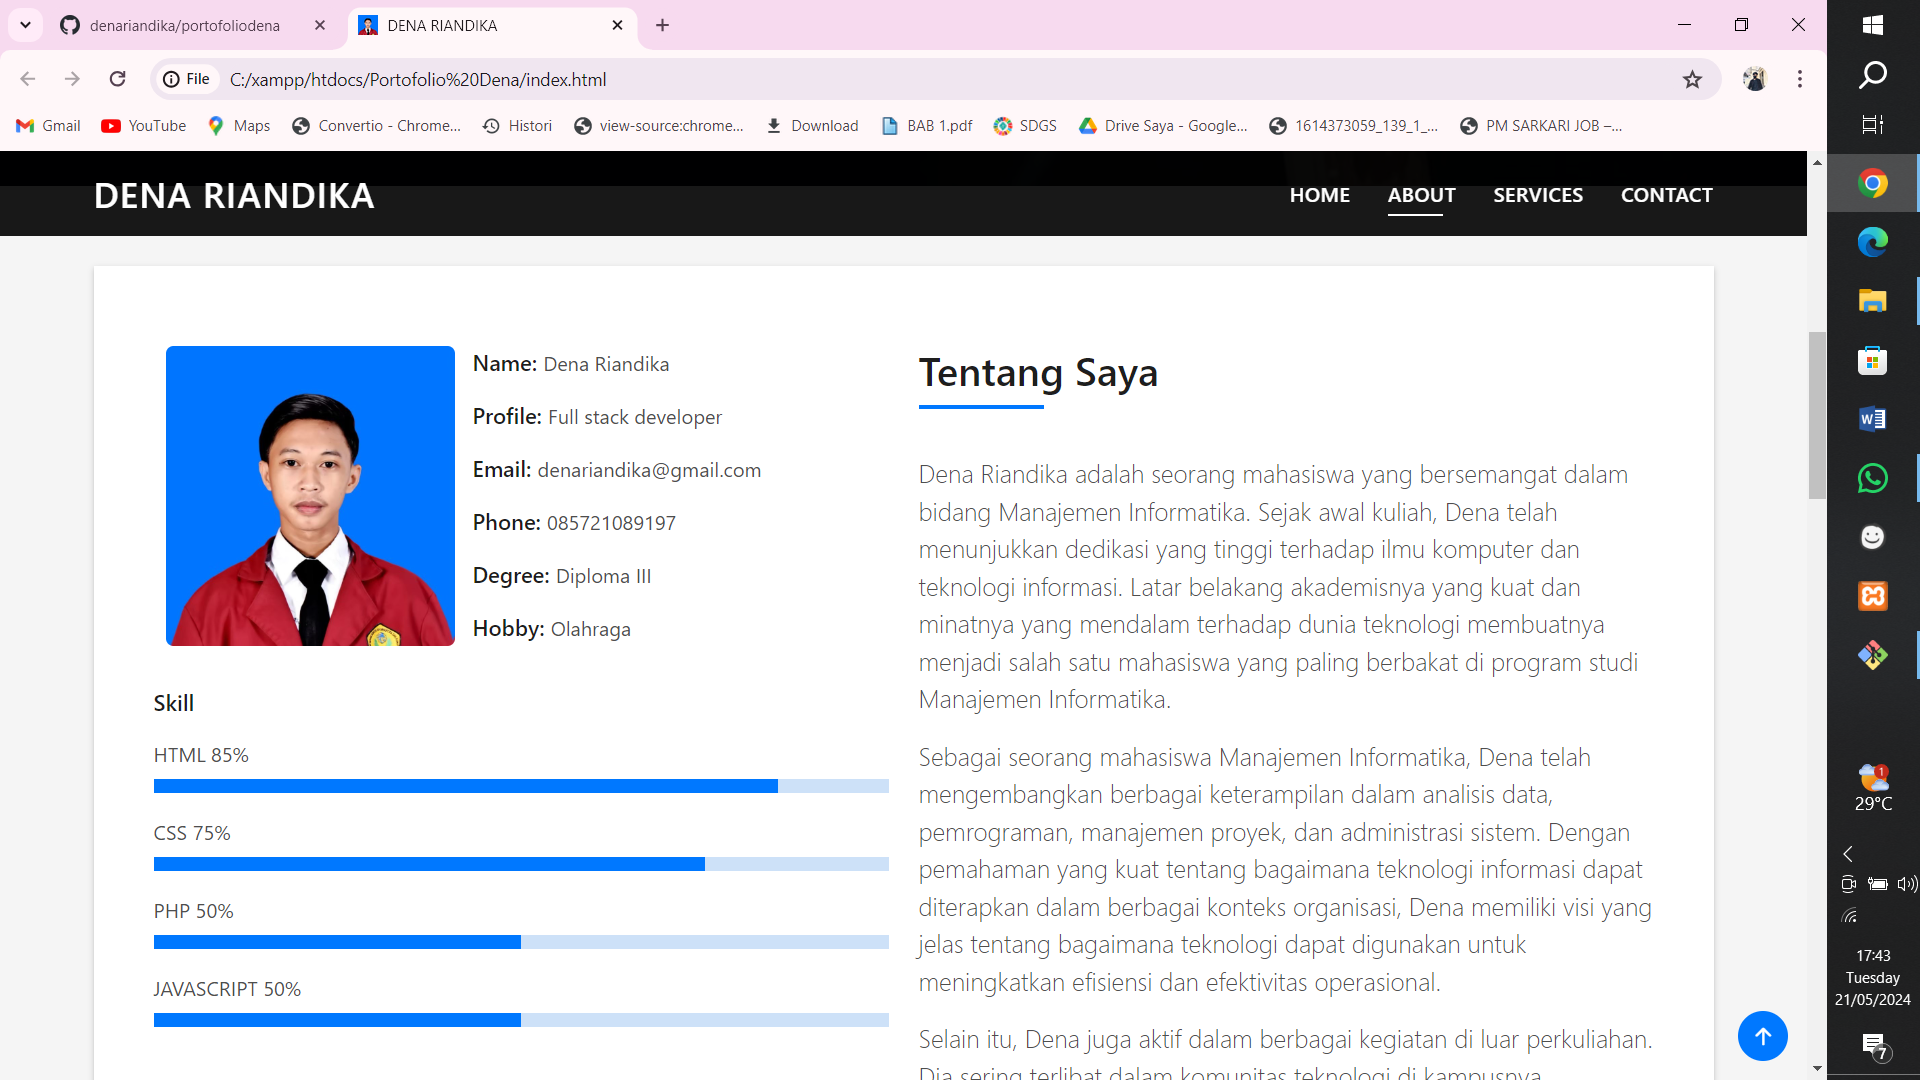 denariandika/portofoliodena
DENA RIANDIKA
File
C:/xampp/htdocs/Portofolio%20Dena/index.html
Gmail
YouTube
Maps
Convertio - Chrome...
Histori
view-source:chrome...
Download
BAB 1.pdf
SDGS
Drive Saya - Google...
1614373059_139_1_...
PM SARKARI JOB –...
DENA RIANDIKA
HOME
ABOUT
SERVICES
CONTACT
Name: Dena Riandika
Profile: Full stack developer
Email: denariandika@gmail.com
Phone: 085721089197
Degree: Diploma III
Hobby: Olahraga
Skill
HTML 85%
CSS 75%
PHP 50%
JAVASCRIPT 50%
Tentang Saya
Dena Riandika adalah seorang mahasiswa yang bersemangat dalam
bidang Manajemen Informatika. Sejak awal kuliah, Dena telah
menunjukkan dedikasi yang tinggi terhadap ilmu komputer dan
teknologi informasi. Latar belakang akademisnya yang kuat dan
minatnya yang mendalam terhadap dunia teknologi membuatnya
menjadi salah satu mahasiswa yang paling berbakat di program studi
Manajemen Informatika.
Sebagai seorang mahasiswa Manajemen Informatika, Dena telah
mengembangkan berbagai keterampilan dalam analisis data,
pemrograman, manajemen proyek, dan administrasi sistem. Dengan
pemahaman yang kuat tentang bagaimana teknologi informasi dapat
diterapkan dalam berbagai konteks organisasi, Dena memiliki visi yang
jelas tentang bagaimana teknologi dapat digunakan untuk
meningkatkan efisiensi dan efektivitas operasional.
Selain itu, Dena juga aktif dalam berbagai kegiatan di luar perkuliahan.
Dia sering terlibat dalam komunitas teknologi di kampusnya
W
1
29°C
17:43
Tuesday
21/05/2024
7